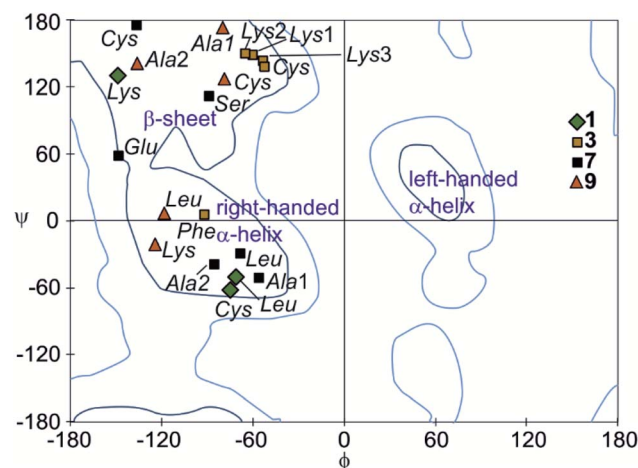 180
120
60
0
-60
-120
-180
ψ
-180
-120
-60
0
60
120
180
ϕ
Cys
Ala1
Lys2
Lys1
Lys3
Ala2
Cys
Cys
Lys
Ser
β-sheet
Glu
Leu
right-handed
α-helix
Phe
Lys
Leu
Ala2
Ala1
Leu
Cys
left-handed
α-helix
1
3
7
9